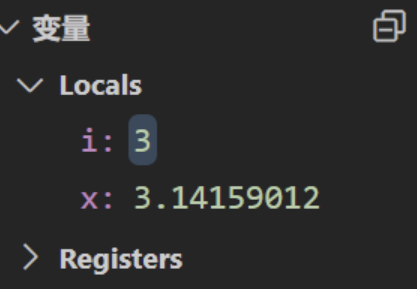 变量
Locals
i: 3
x: 3.14159012
Registers